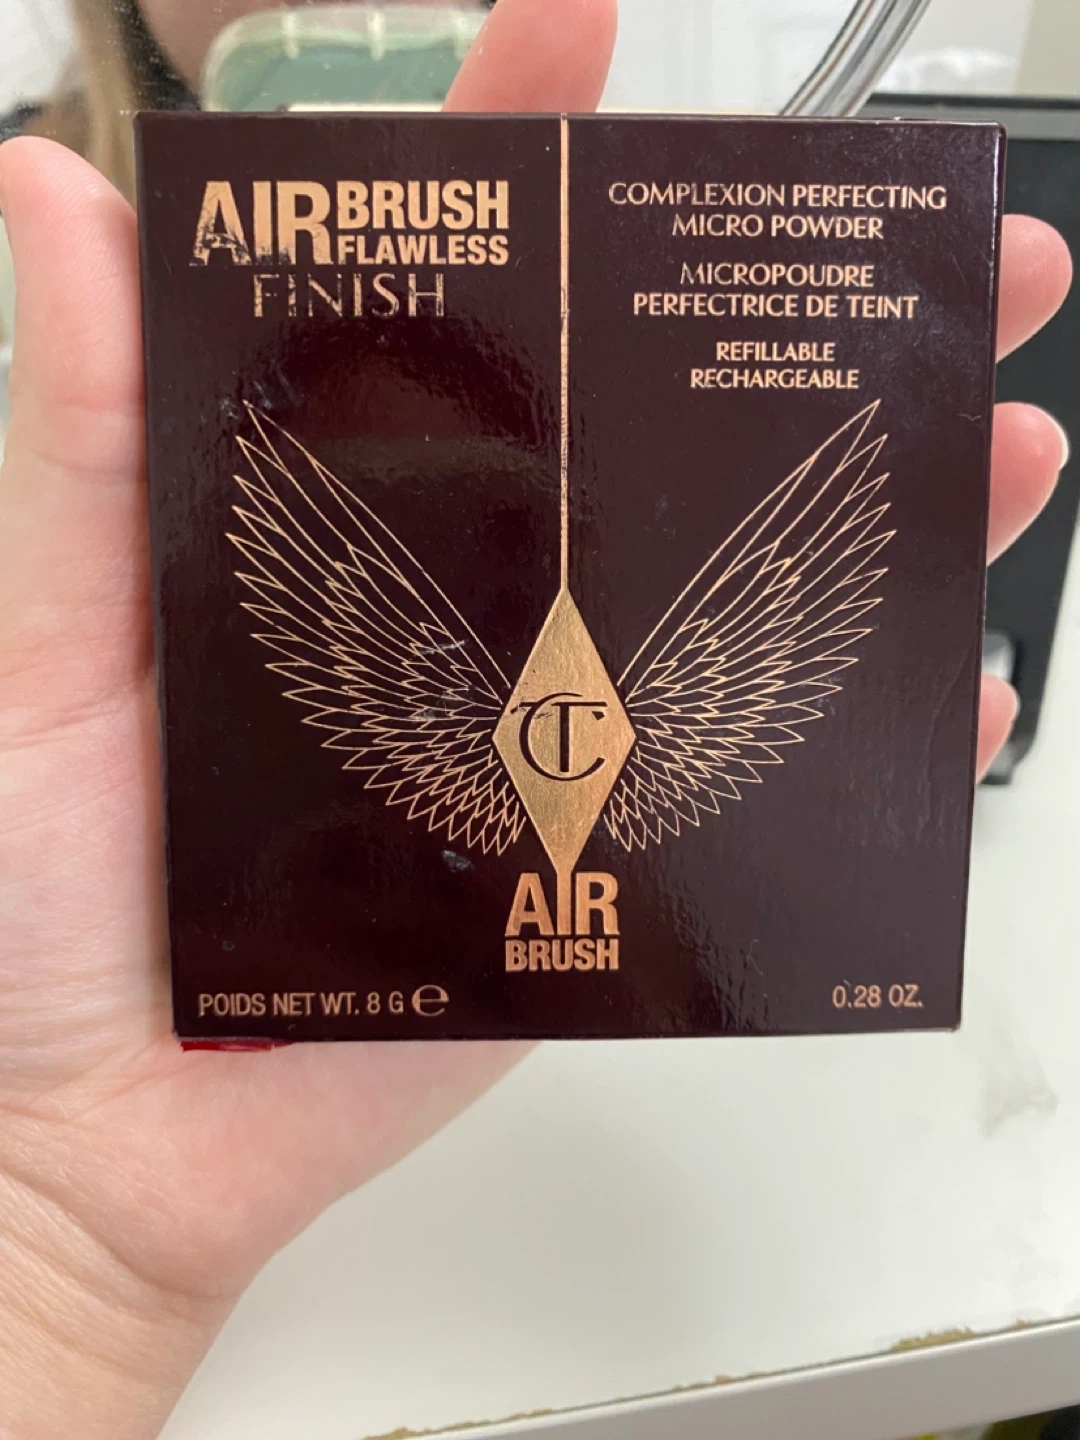 AIRBRUSH
FLAWLESS
FINISH
COMPLEXION PERFECTING
MICRO POWDER
MICROPOUDRE
PERFECTRICE DE TEINT
REFILLABLE
RECHARGEABLE
CT
AIR
BRUSH
POIDS NET WT. 8 G ℮
0.28 OZ.